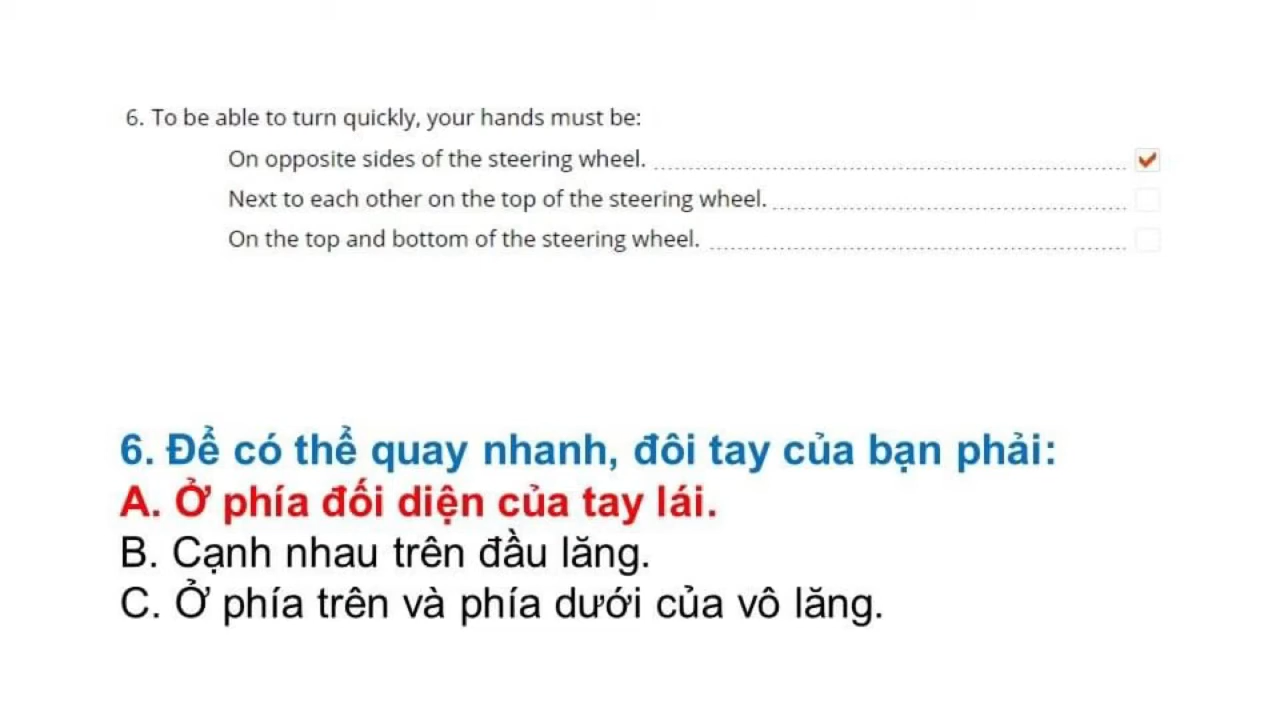 6. To be able to turn quickly, your hands must be:
On opposite sides of the steering wheel.
Next to each other on the top of the steering wheel.
On the top and bottom of the steering wheel.
6. Để có thể quay nhanh, đôi tay của bạn phải:
A. Ở phía đối diện của tay lái.
B. Cạnh nhau trên đầu lăng.
C. Ở phía trên và phía dưới của vô lăng.